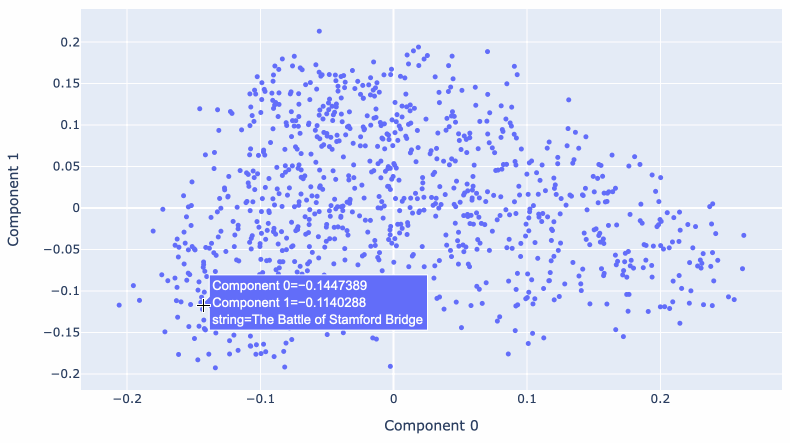 0.2
0.15
0.1
0.05
0
−0.05
−0.1
−0.15
−0.2
Component 1
Component 0=−0.1447389
Component 1=−0.1140288
string=The Battle of Stamford Bridge
−0.2
−0.1
0
0.1
0.2
Component 0